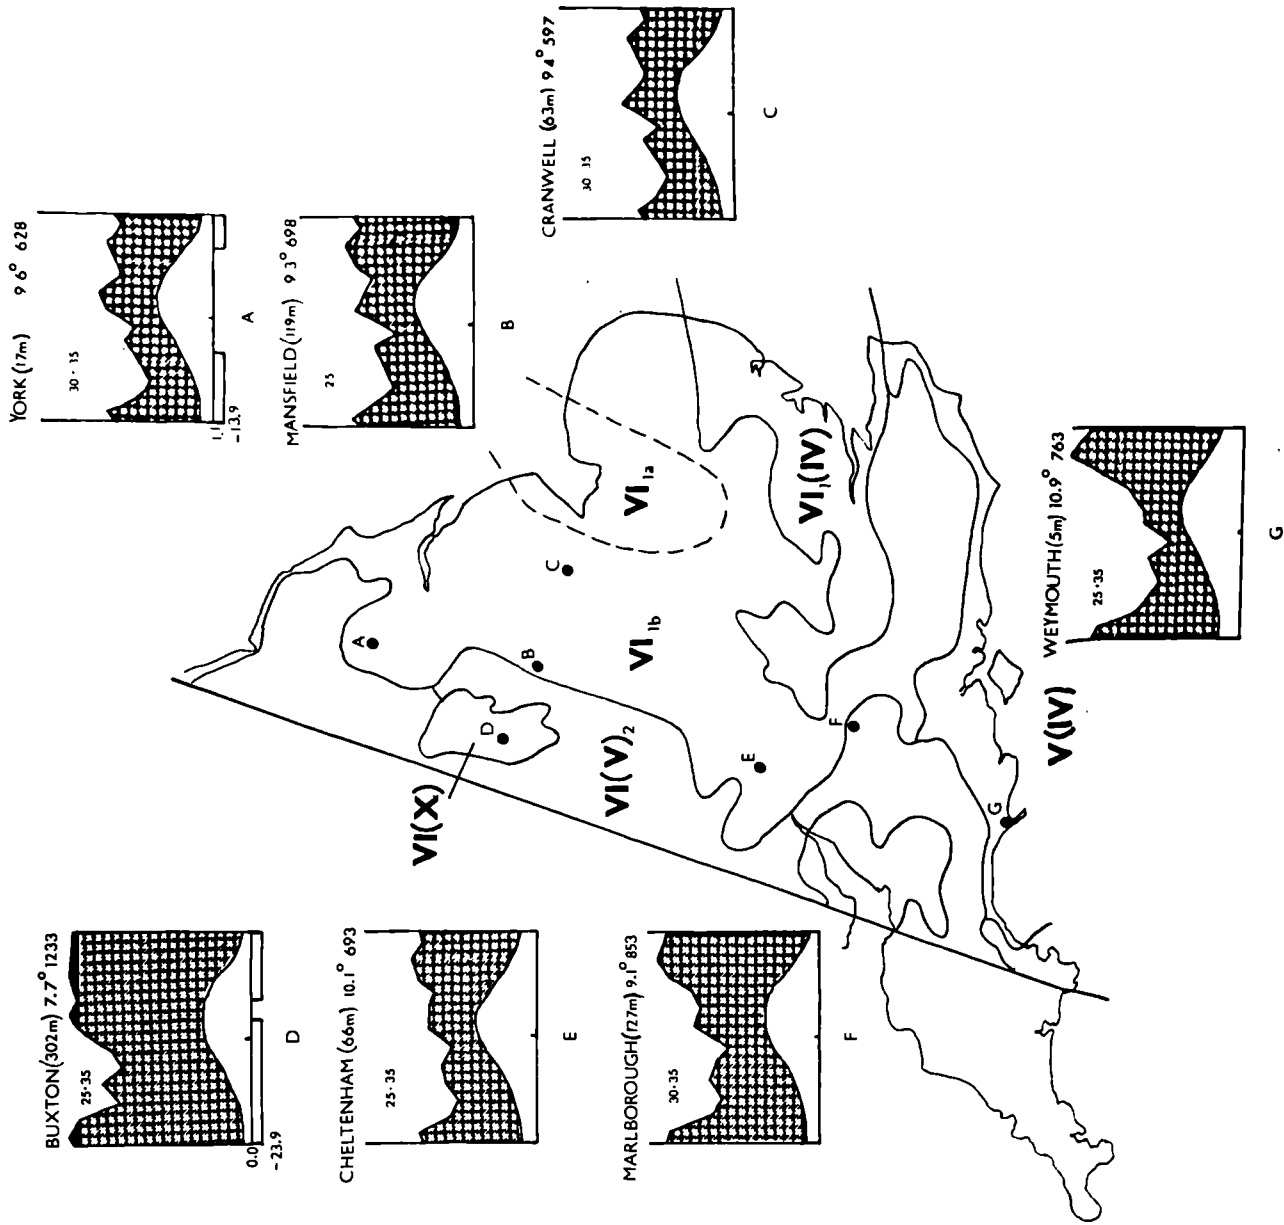 YORK (17m) 9 6° 628
30 · 35
1.1
-13.9
A
MANSFIELD (119m) 9 3° 698
25
B
CRANWELL (63m) 9 4° 597
30 35
C
BUXTON (302m) 7.7° 1233
25·35
0.0
-23.9
D
CHELTENHAM (66m) 10.1° 693
25·35
E
MARLBOROUGH (127m) 9.1° 853
30·35
F
WEYMOUTH (5m) 10.9° 763
25·35
G
A
B
C
D
E
F
G
VI(X)
VI(V)₂
VI₁b
VI₁a
VI₁(IV)
V(IV)